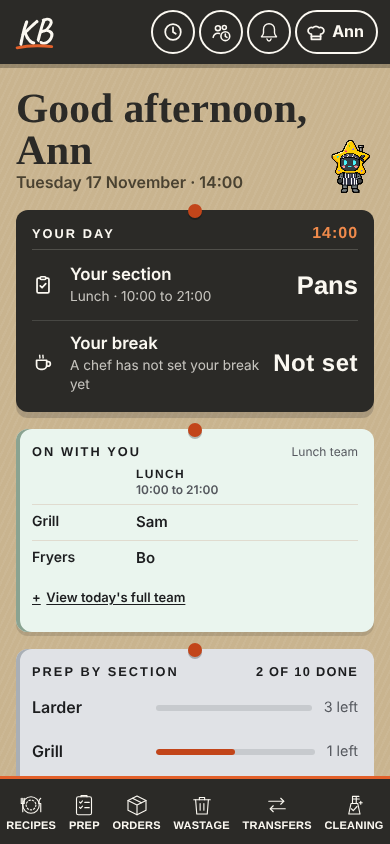 KB
Ann
Good afternoon,
Ann
Tuesday 17 November · 14:00
YOUR DAY
14:00
Your section
Lunch · 10:00 to 21:00
Pans
Your break
A chef has not set your break
yet
Not set
ON WITH YOU
Lunch team
LUNCH
10:00 to 21:00
Grill
Sam
Fryers
Bo
+ View today's full team
PREP BY SECTION
2 OF 10 DONE
Larder
3 left
Grill
1 left
RECIPES
PREP
ORDERS
WASTAGE
TRANSFERS
CLEANING